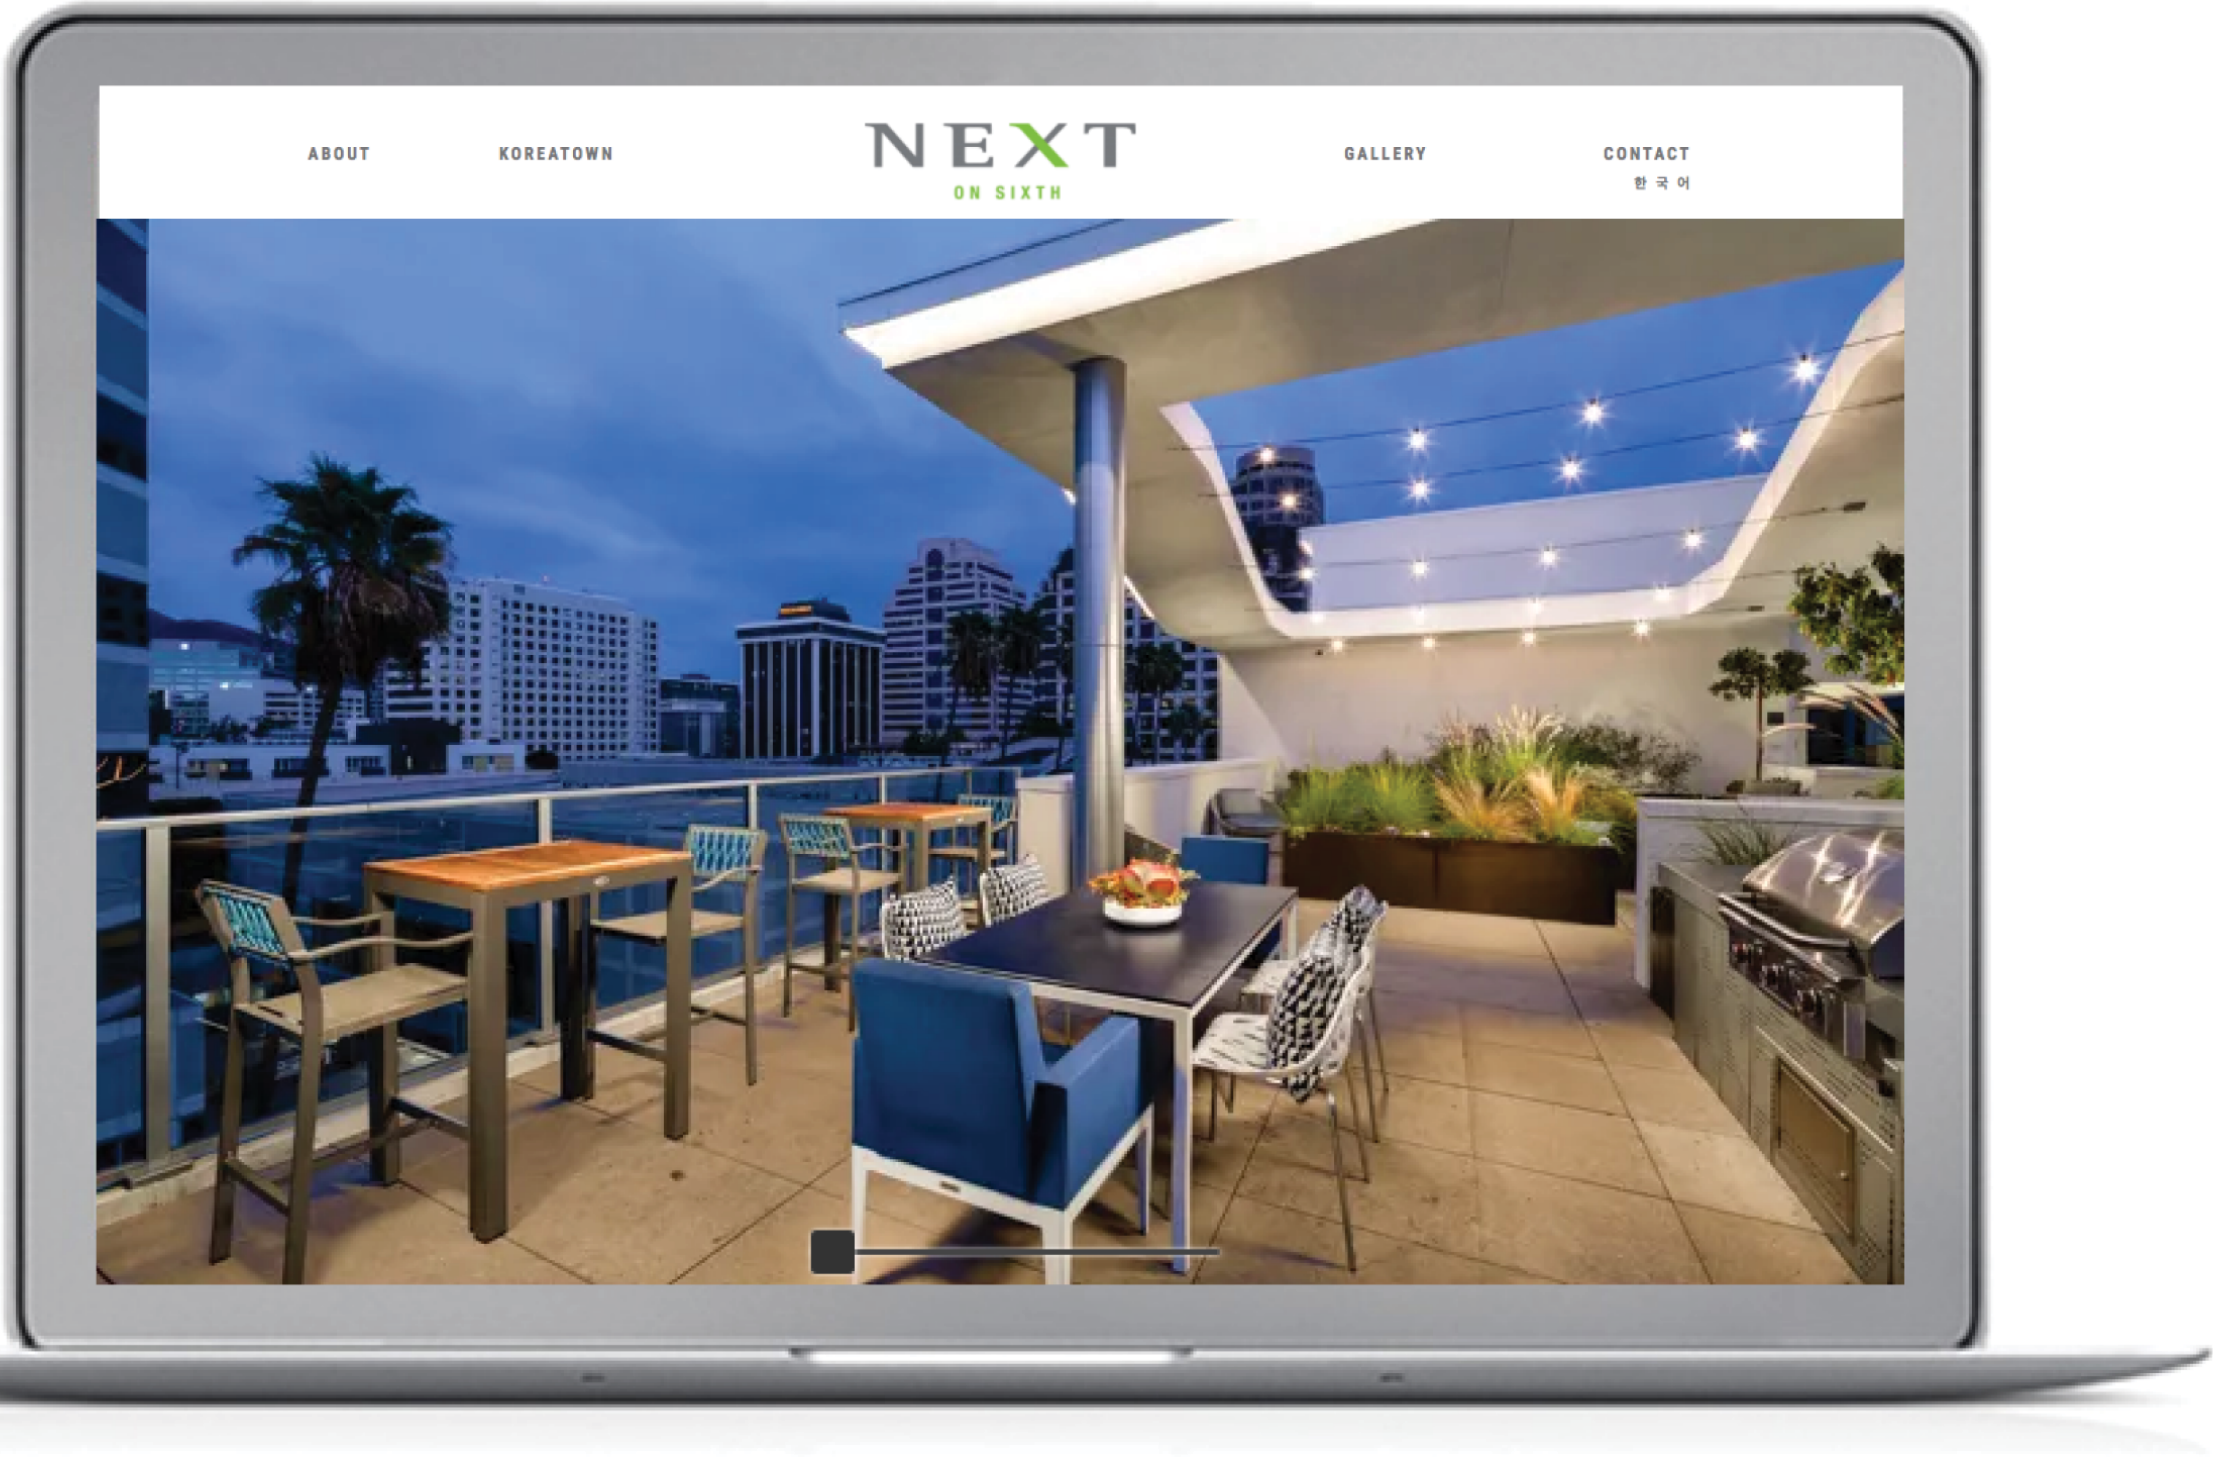 ABOUT
KOREATOWN
NEXT
ON SIXTH
GALLERY
CONTACT
한국어